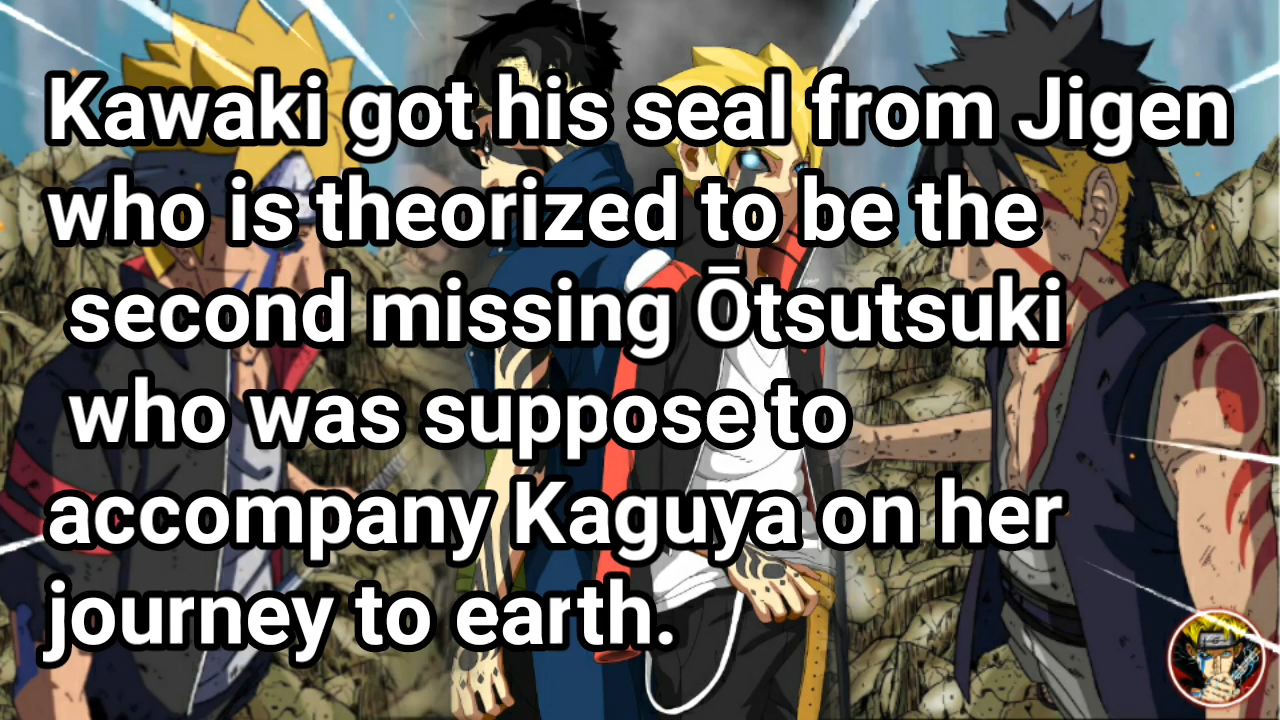 Kawaki got his seal from Jigen
who is theorized to be the
second missing Ōtsutsuki
who was suppose to
accompany Kaguya on her
journey to earth.